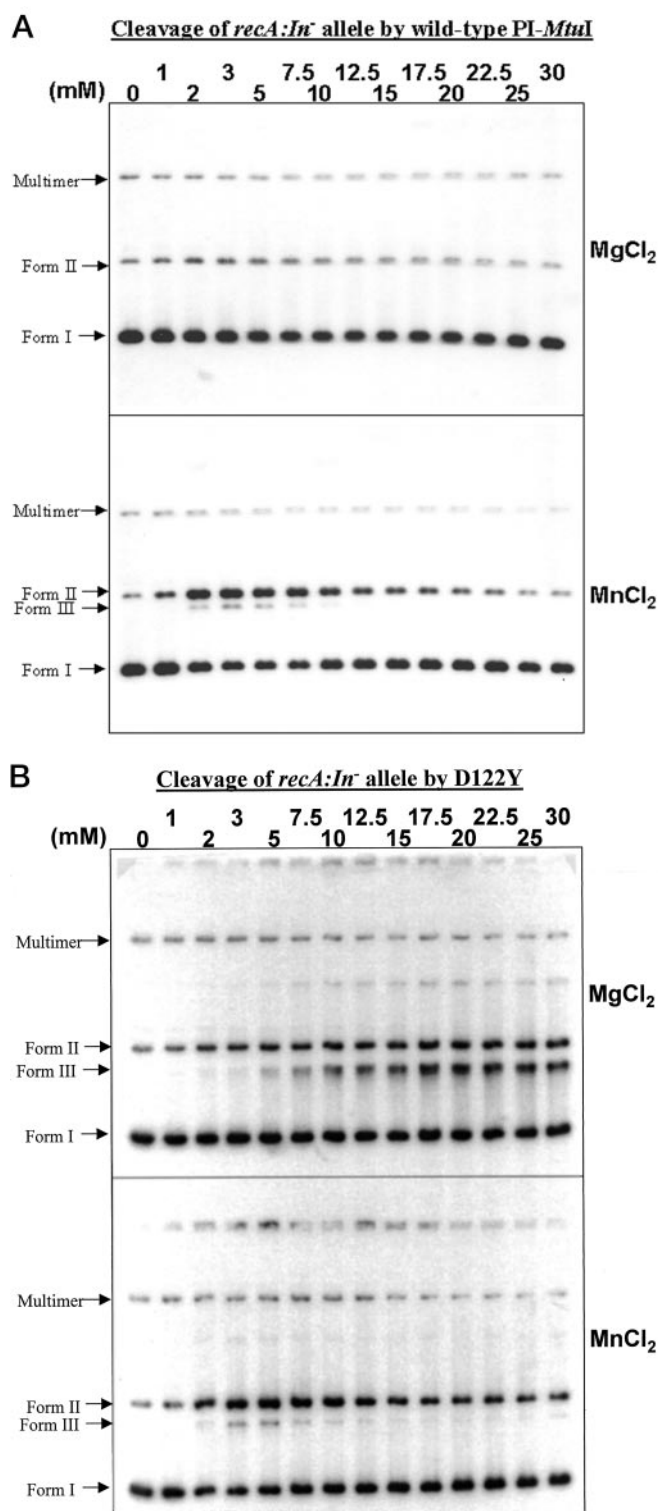 A
Cleavage of recA:In⁻ allele by wild-type PI-MtuI
1 3 7.5 12.5 17.5 22.5 30
(mM) 0 2 5 10 15 20 25
Multimer
Form II
MgCl₂
Form I
Multimer
Form II
Form III
MnCl₂
Form I
B
Cleavage of recA:In⁻ allele by D122Y
1 3 7.5 12.5 17.5 22.5 30
(mM) 0 2 5 10 15 20 25
Multimer
MgCl₂
Form II
Form III
Form I
Multimer
MnCl₂
Form II
Form III
Form I